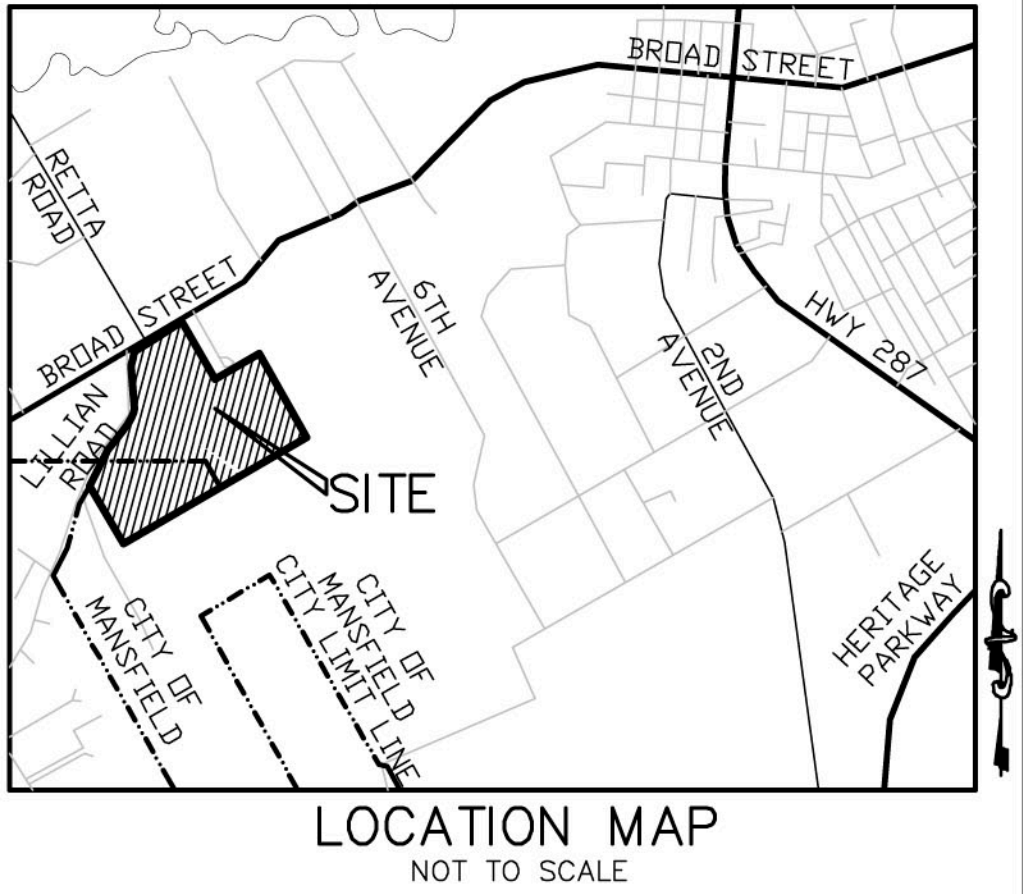 BROAD STREET
RETTA
ROAD
BROAD STREET
6TH
AVENUE
HWY 287
2ND
AVENUE
LILLIAN
ROAD
SITE
CITY OF
MANSFIELD
CITY OF
MANSFIELD
CITY LIMIT LINE
HERITAGE
PARKWAY
LOCATION MAP
NOT TO SCALE